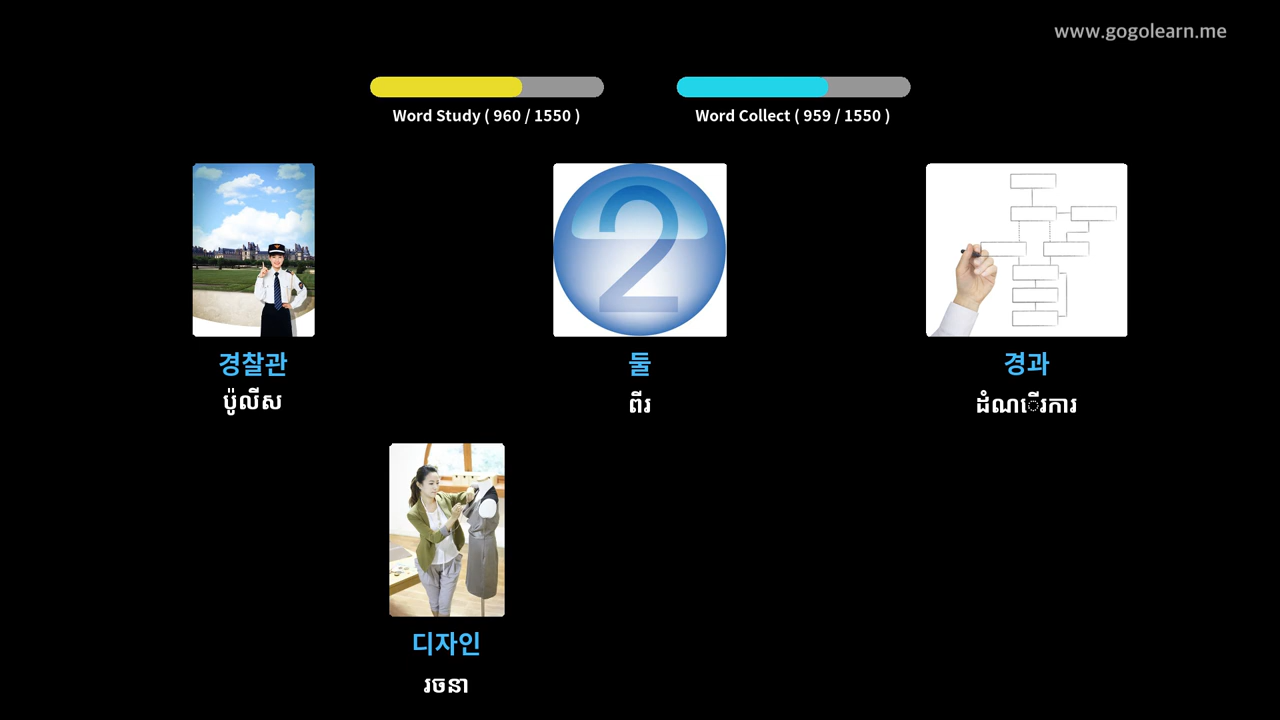 www.gogolearn.me
Word Study ( 960 / 1550 )
Word Collect ( 959 / 1550 )
2
경찰관
ប៉ូលីស
둘
ពីរ
경과
ដំណេីរការ
디자인
រចនា